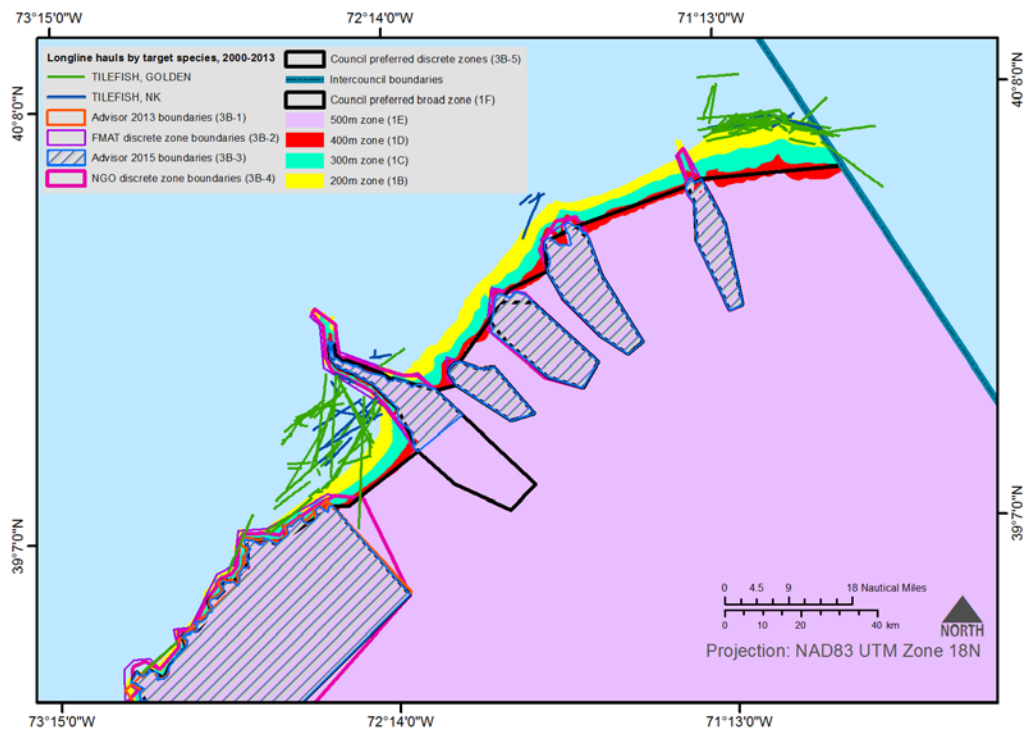 73°15'0"W 72°14'0"W 71°13'0"W
40°8'0"N
40°8'0"N
Longline hauls by target species, 2000-2013
TILEFISH, GOLDEN
TILEFISH, NK
Advisor 2013 boundaries (3B-1)
FMAT discrete zone boundaries (3B-2)
Advisor 2015 boundaries (3B-3)
NGO discrete zone boundaries (3B-4)
Council preferred discrete zones (3B-5)
Intercouncil boundaries
Council preferred broad zone (1F)
500m zone (1E)
400m zone (1D)
300m zone (1C)
200m zone (1B)
39°7'0"N
39°7'0"N
0 4.5 9 18 Nautical Miles
0 10 20 40 km
NORTH
Projection: NAD83 UTM Zone 18N
73°15'0"W 72°14'0"W 71°13'0"W